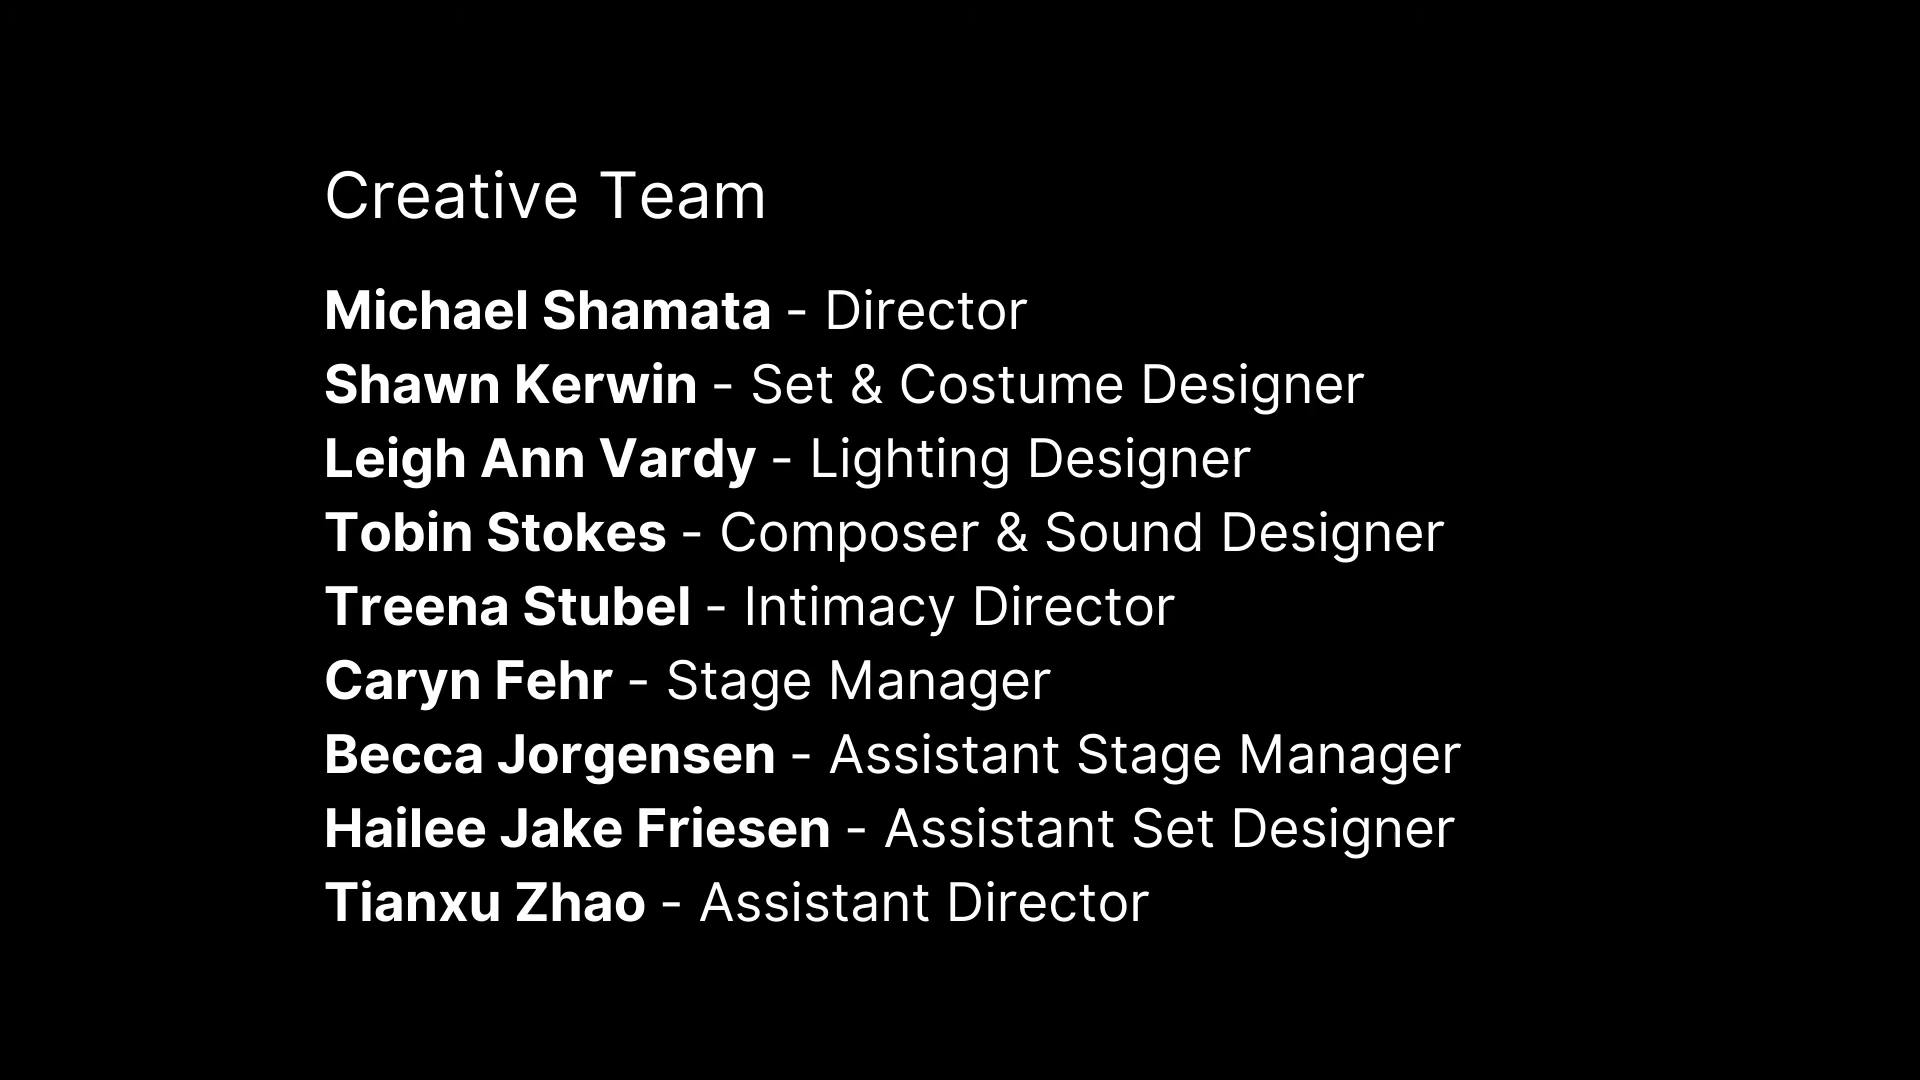 Creative Team
Michael Shamata - Director
Shawn Kerwin - Set & Costume Designer
Leigh Ann Vardy - Lighting Designer
Tobin Stokes - Composer & Sound Designer
Treena Stubel - Intimacy Director
Caryn Fehr - Stage Manager
Becca Jorgensen - Assistant Stage Manager
Hailee Jake Friesen - Assistant Set Designer
Tianxu Zhao - Assistant Director